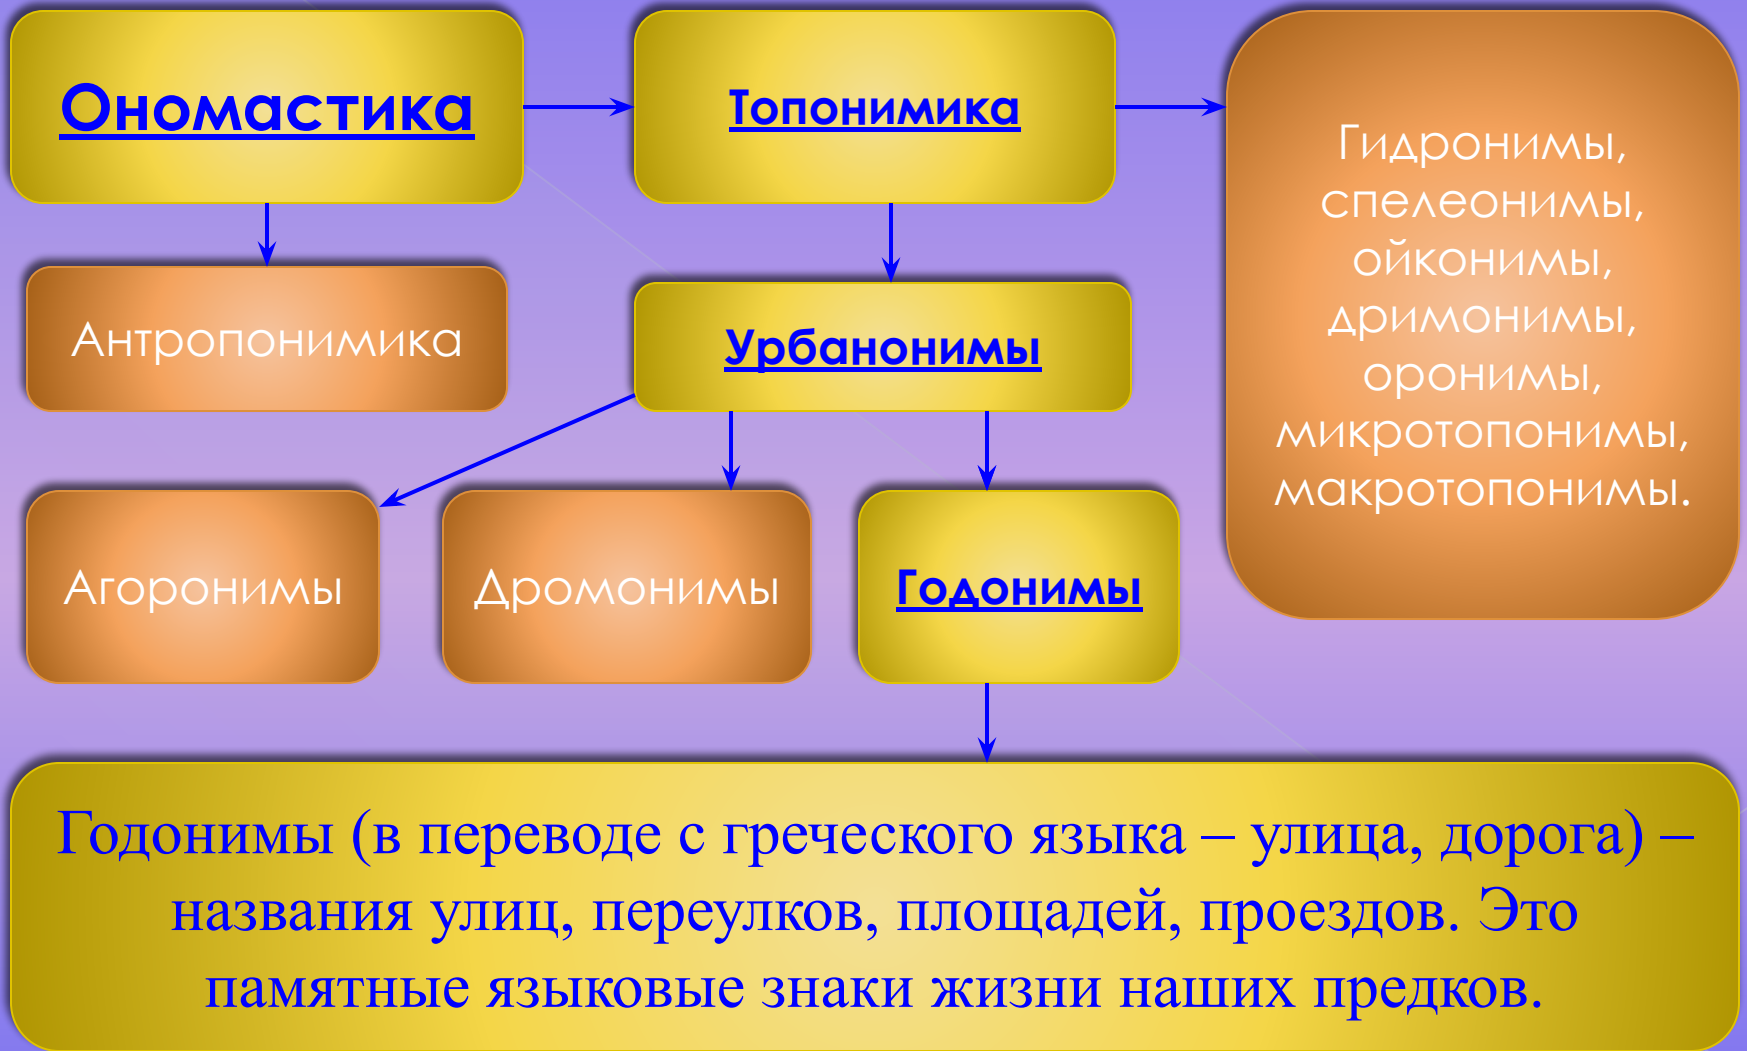 Ономастика
Топонимика
Гидронимы,
спелеонимы,
ойконимы,
дримонимы,
оронимы,
микротопонимы,
макротопонимы.
Антропонимика
Урбанонимы
Агоронимы
Дромонимы
Годонимы
Годонимы (в переводе с греческого языка – улица, дорога) –
названия улиц, переулков, площадей, проездов. Это
памятные языковые знаки жизни наших предков.